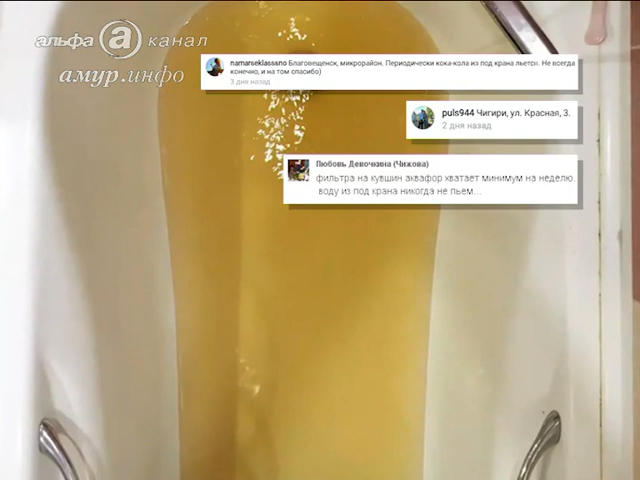 альфа а канал
амур.инфо
namarseklassno Благовещенск, микрорайон. Периодически кока-кола из под крана льется. Не всегда
конечно, и на том спасибо)
3 дня назад
puls944 Чигири, ул. Красная, 3.
2 дня назад
Любовь Девочкина (Чижова)
фильтра на кувшин аквафор хватает минимум на неделю.
воду из под крана никогда не пьем...